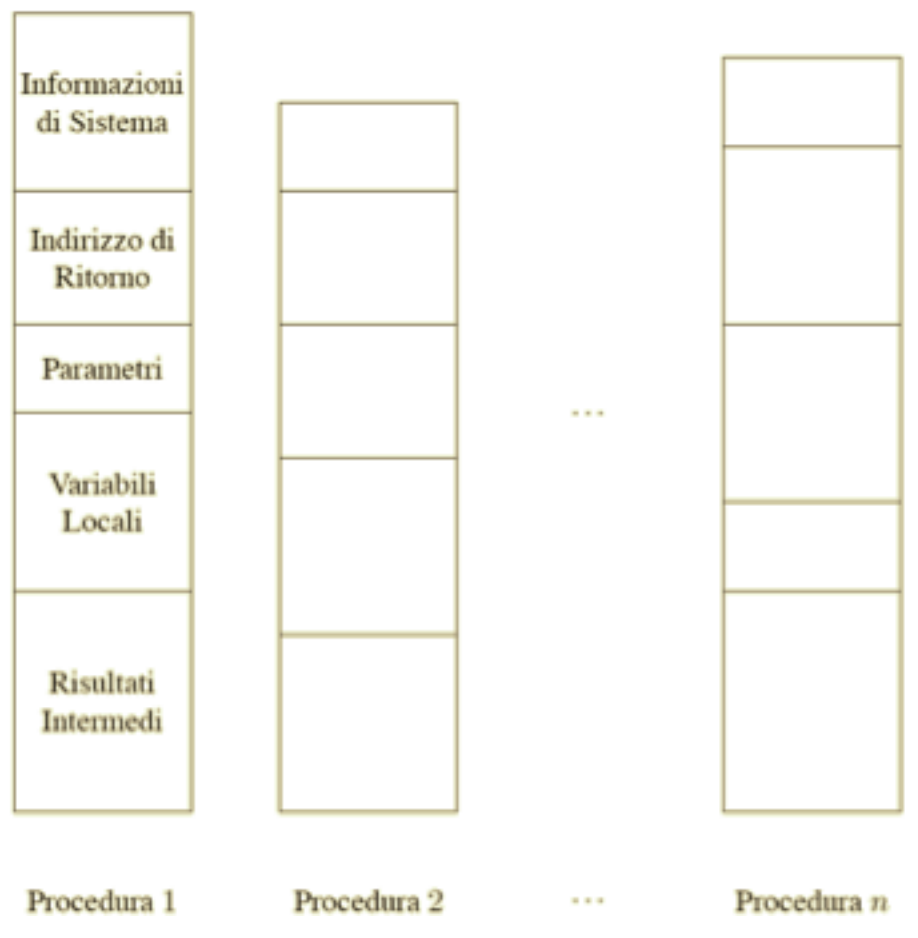 Informazioni
di Sistema
Indirizzo di
Ritorno
Parametri
...
Variabili
Locali
Risultati
Intermedi
Procedura 1 Procedura 2 ... Procedura n